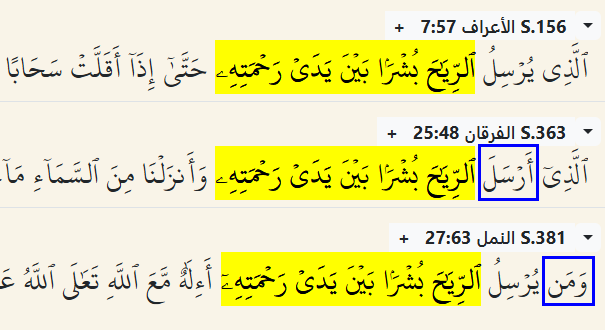 S.156 الأعراف 7:57 +
ٱلَّذِى يُرْسِلُ ٱلرِّيَٰحَ بُشْرًۢا بَيْنَ يَدَىْ رَحْمَتِهِۦ حَتَّىٰٓ إِذَآ أَقَلَّتْ سَحَابًا
S.363 الفرقان 25:48 +
ٱلَّذِىٓ أَرْسَلَ ٱلرِّيَٰحَ بُشْرًۢا بَيْنَ يَدَىْ رَحْمَتِهِۦ وَأَنزَلْنَا مِنَ ٱلسَّمَآءِ مَآءً
S.381 النمل 27:63 +
وَمَن يُرْسِلُ ٱلرِّيَٰحَ بُشْرًۢا بَيْنَ يَدَىْ رَحْمَتِهِۦٓ أَءِلَٰهٌ مَّعَ ٱللَّهِ تَعَٰلَى ٱللَّهُ